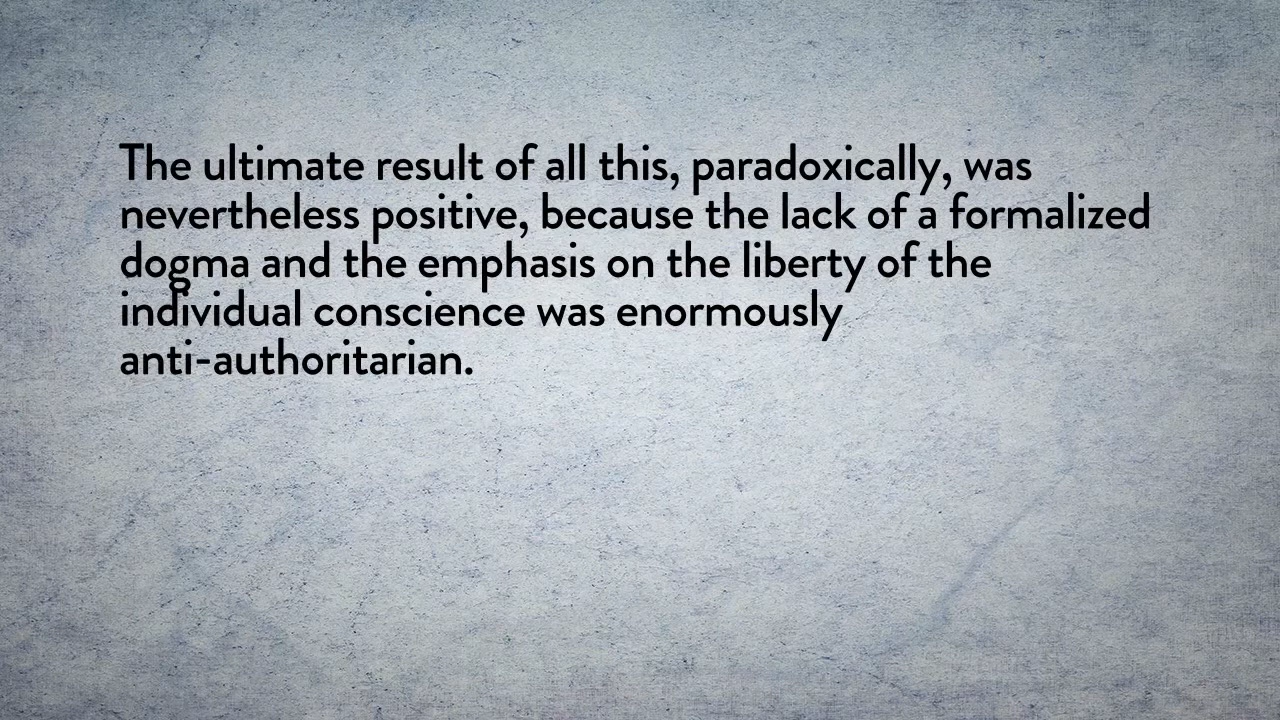 The ultimate result of all this, paradoxically, was
nevertheless positive, because the lack of a formalized
dogma and the emphasis on the liberty of the
individual conscience was enormously
anti-authoritarian.